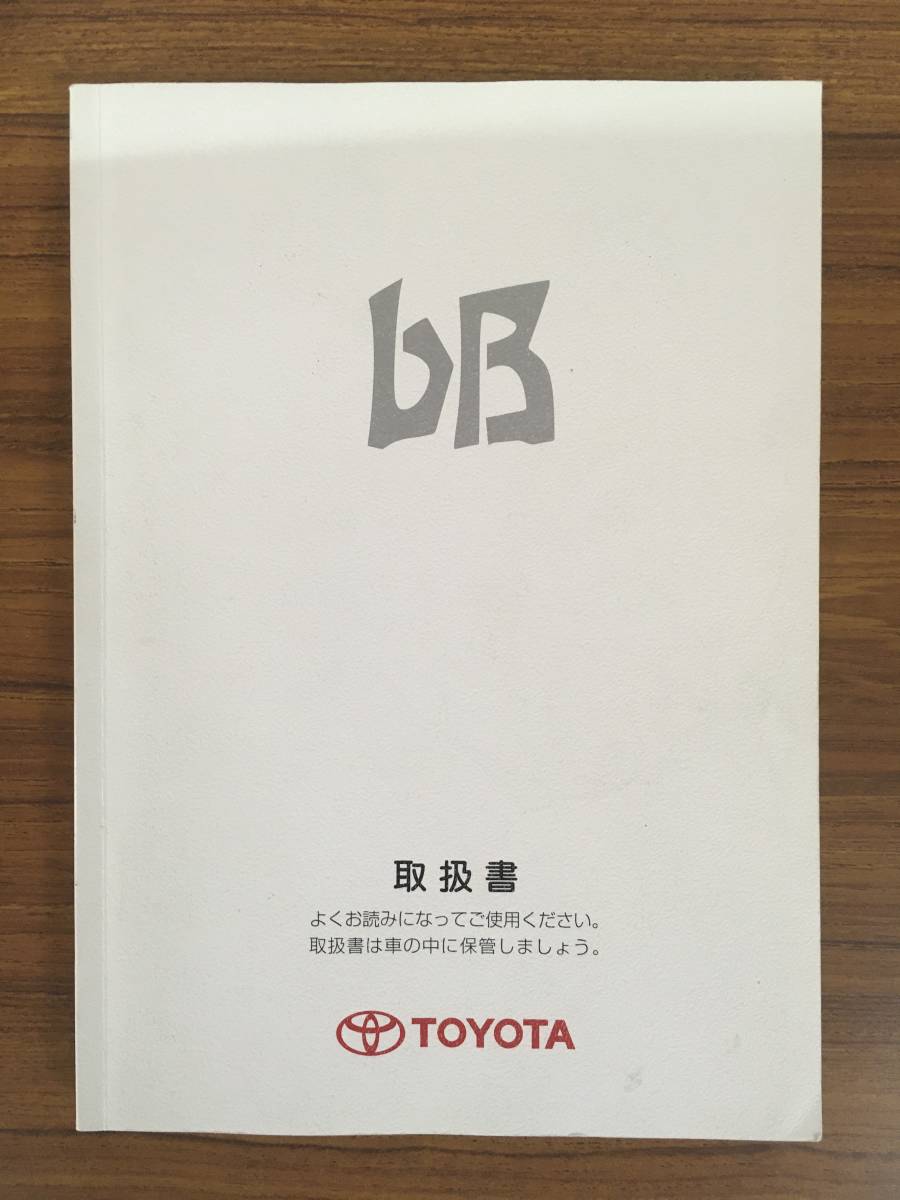 bB
取扱書
よくお読みになってご使用ください。
取扱書は車の中に保管しましょう。
TOYOTA